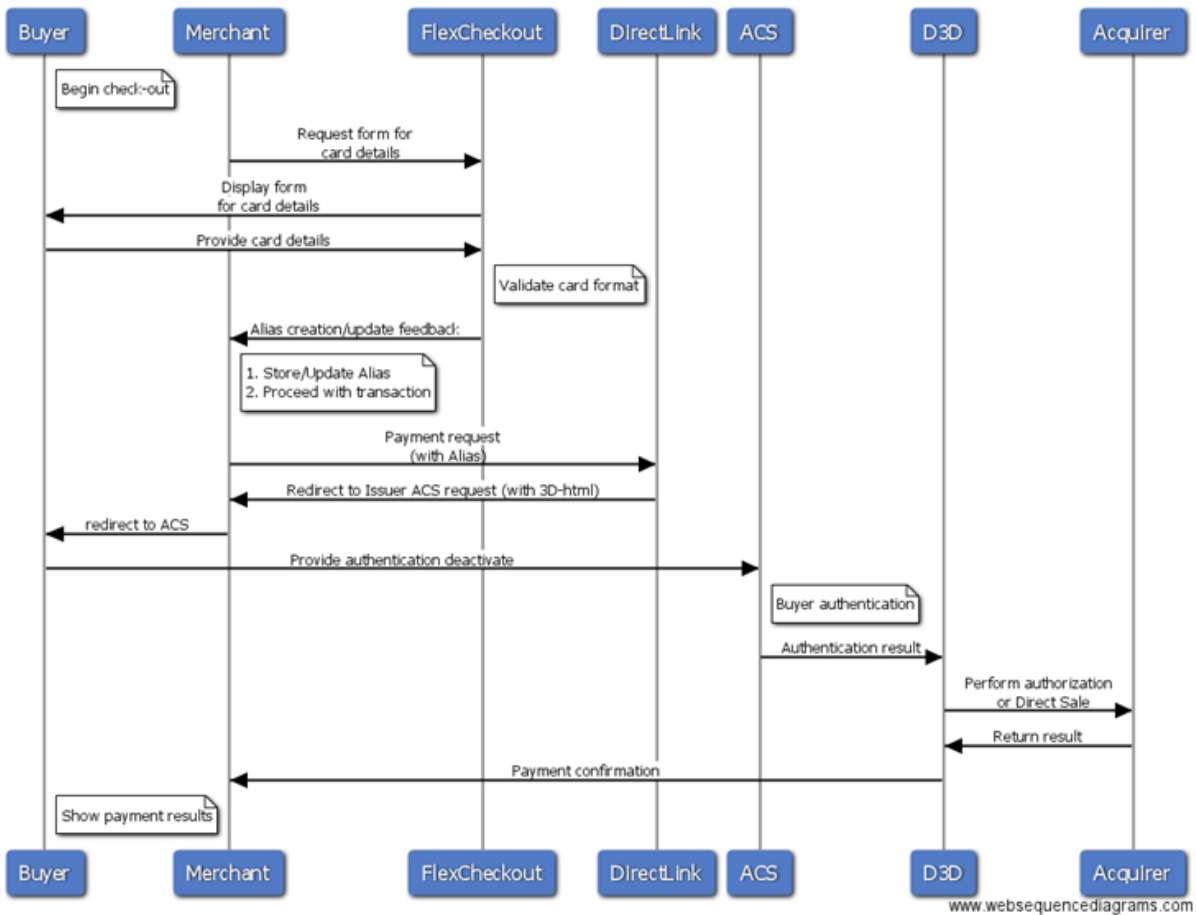 Buyer Merchant FlexCheckout DirectLink ACS D3D Acquirer
Begin check-out
Request form for
card details
Display form
for card details
Provide card details
Validate card format
Alias creation/update feedback
1. Store/Update Alias
2. Proceed with transaction
Payment request
(with Alias)
Redirect to Issuer ACS request (with 3D-html)
redirect to ACS
Provide authentication deactivate
Buyer authentication
Authentication result
Perform authorization
or Direct Sale
Return result
Payment confirmation
Show payment results
Buyer Merchant FlexCheckout DirectLink ACS D3D Acquirer
www.websequencediagrams.com